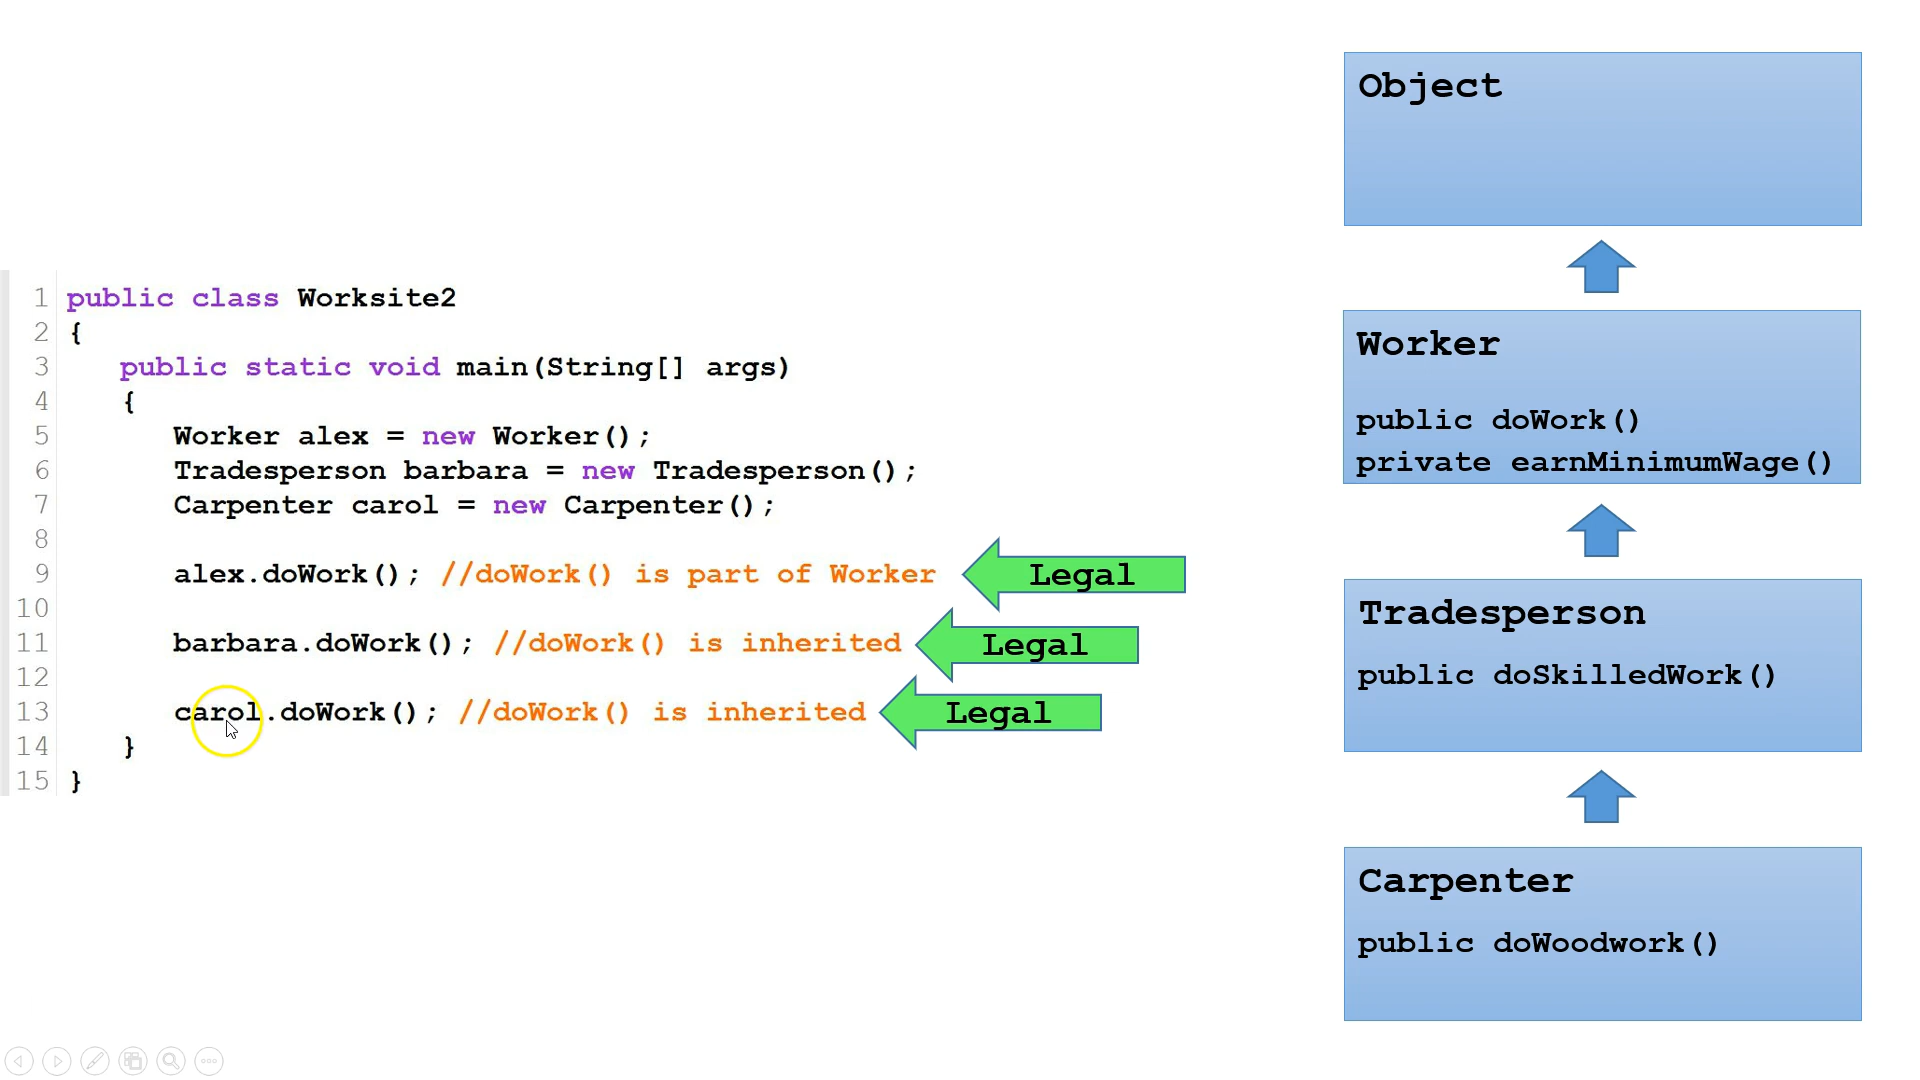 1 public class Worksite2
2 {
3 public static void main(String[] args)
4 {
5 Worker alex = new Worker();
6 Tradesperson barbara = new Tradesperson();
7 Carpenter carol = new Carpenter();
8
9 alex.doWork(); //doWork() is part of Worker Legal
10
11 barbara.doWork(); //doWork() is inherited Legal
12
13 carol.doWork(); //doWork() is inherited Legal
14 }
15 }
Object
Worker
public doWork()
private earnMinimumWage()
Tradesperson
public doSkilledWork()
Carpenter
public doWoodwork()